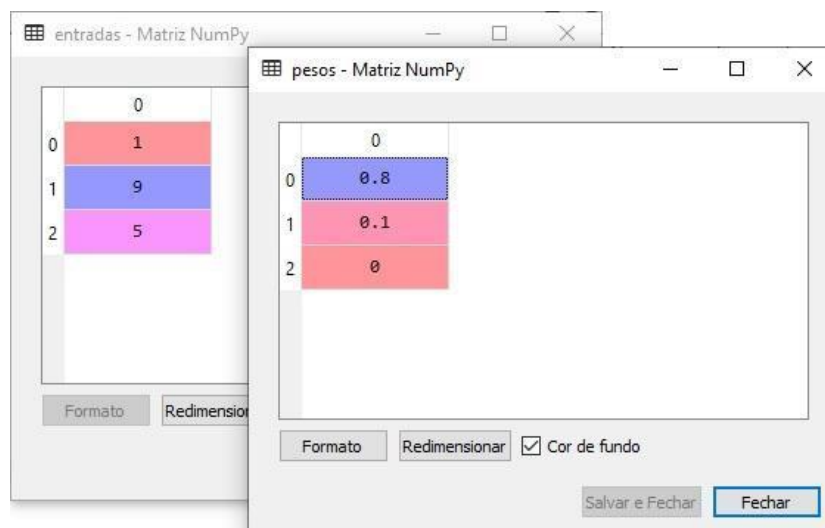 entradas - Matriz NumPy
0
0 1
1 9
2 5
Formato
pesos - Matriz NumPy
0
0 0.8
1 0.1
2 0
Formato Redimensionar Cor de fundo
Salvar e Fechar Fechar